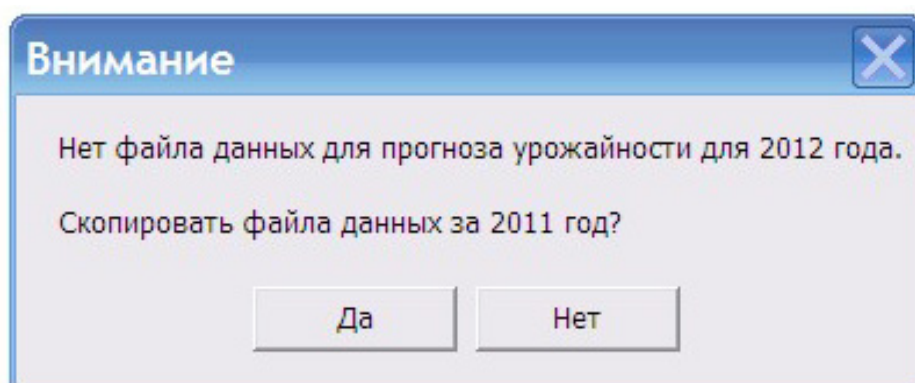 Внимание
Нет файла данных для прогноза урожайности для 2012 года.
Скопировать файла данных за 2011 год?
Да
Нет